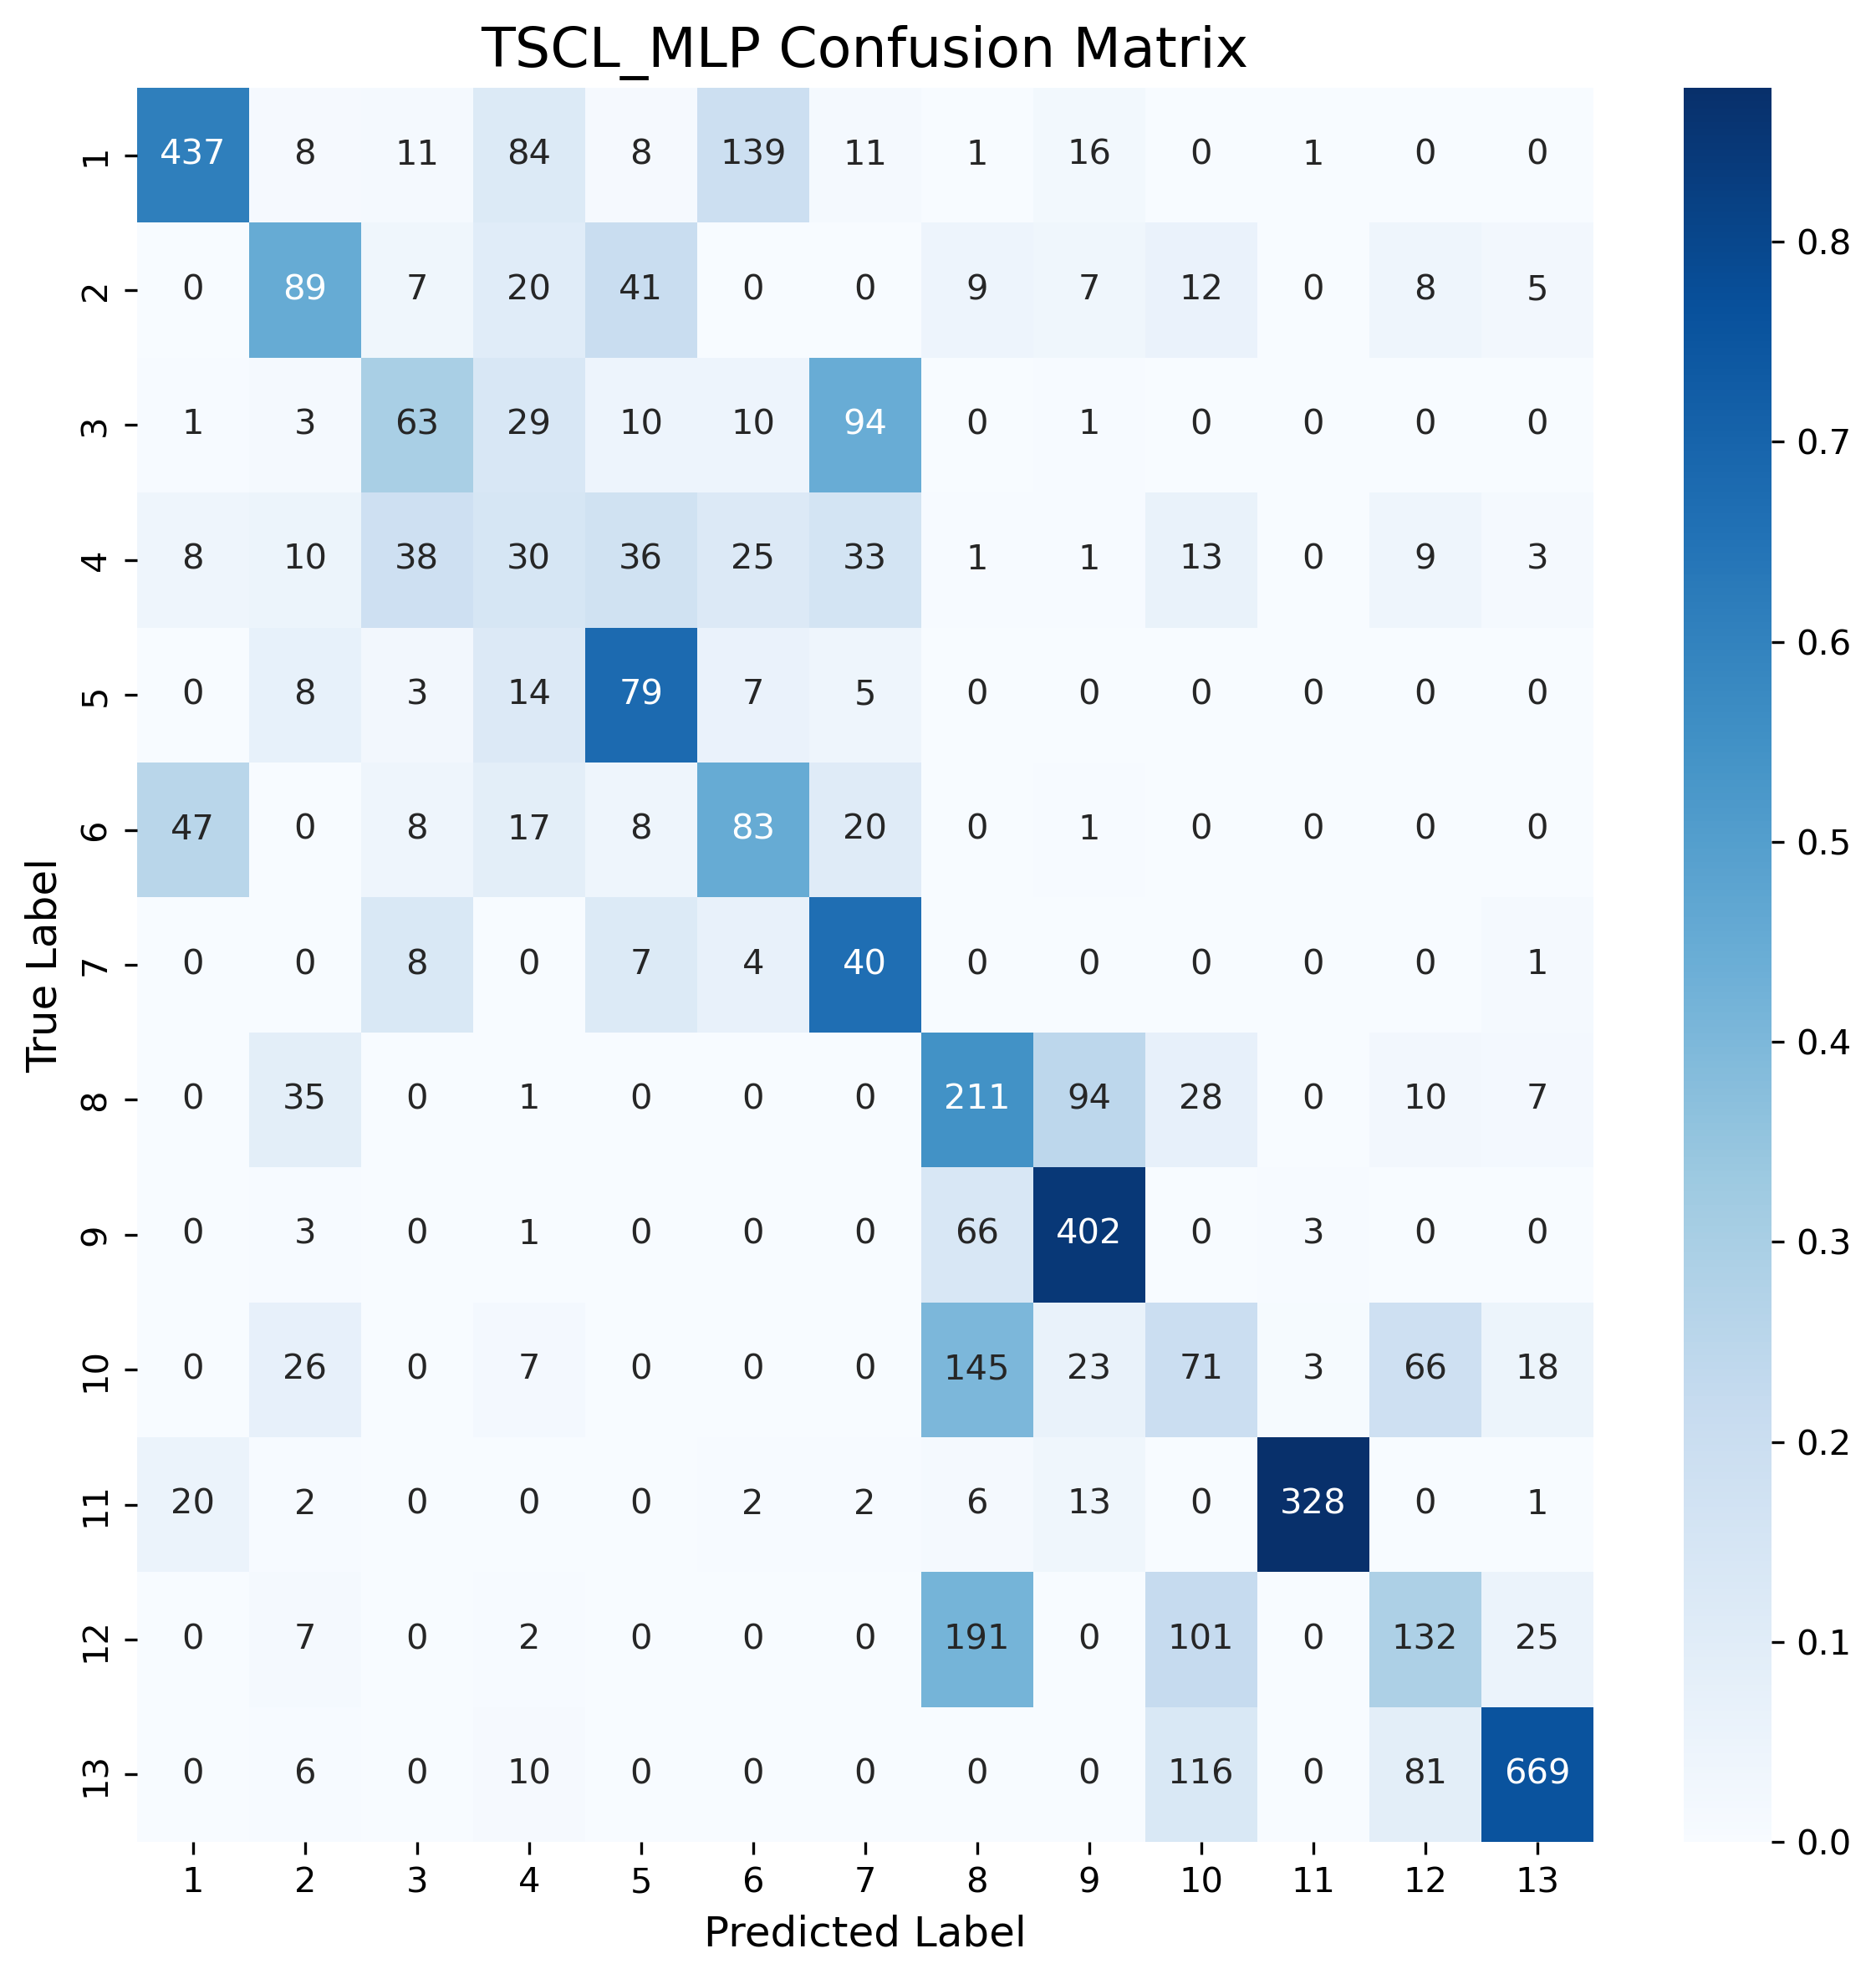 TSCL_MLP Confusion Matrix
1 437 8 11 84 8 139 11 1 16 0 1 0 0
2 0 89 7 20 41 0 0 9 7 12 0 8 5
3 1 3 63 29 10 10 94 0 1 0 0 0 0
4 8 10 38 30 36 25 33 1 1 13 0 9 3
5 0 8 3 14 79 7 5 0 0 0 0 0 0
6 47 0 8 17 8 83 20 0 1 0 0 0 0
7 0 0 8 0 7 4 40 0 0 0 0 0 1
8 0 35 0 1 0 0 0 211 94 28 0 10 7
9 0 3 0 1 0 0 0 66 402 0 3 0 0
10 0 26 0 7 0 0 0 145 23 71 3 66 18
11 20 2 0 0 0 2 2 6 13 0 328 0 1
12 0 7 0 2 0 0 0 191 0 101 0 132 25
13 0 6 0 10 0 0 0 0 0 116 0 81 669
1 2 3 4 5 6 7 8 9 10 11 12 13
Predicted Label
True Label
0.8
0.7
0.6
0.5
0.4
0.3
0.2
0.1
0.0